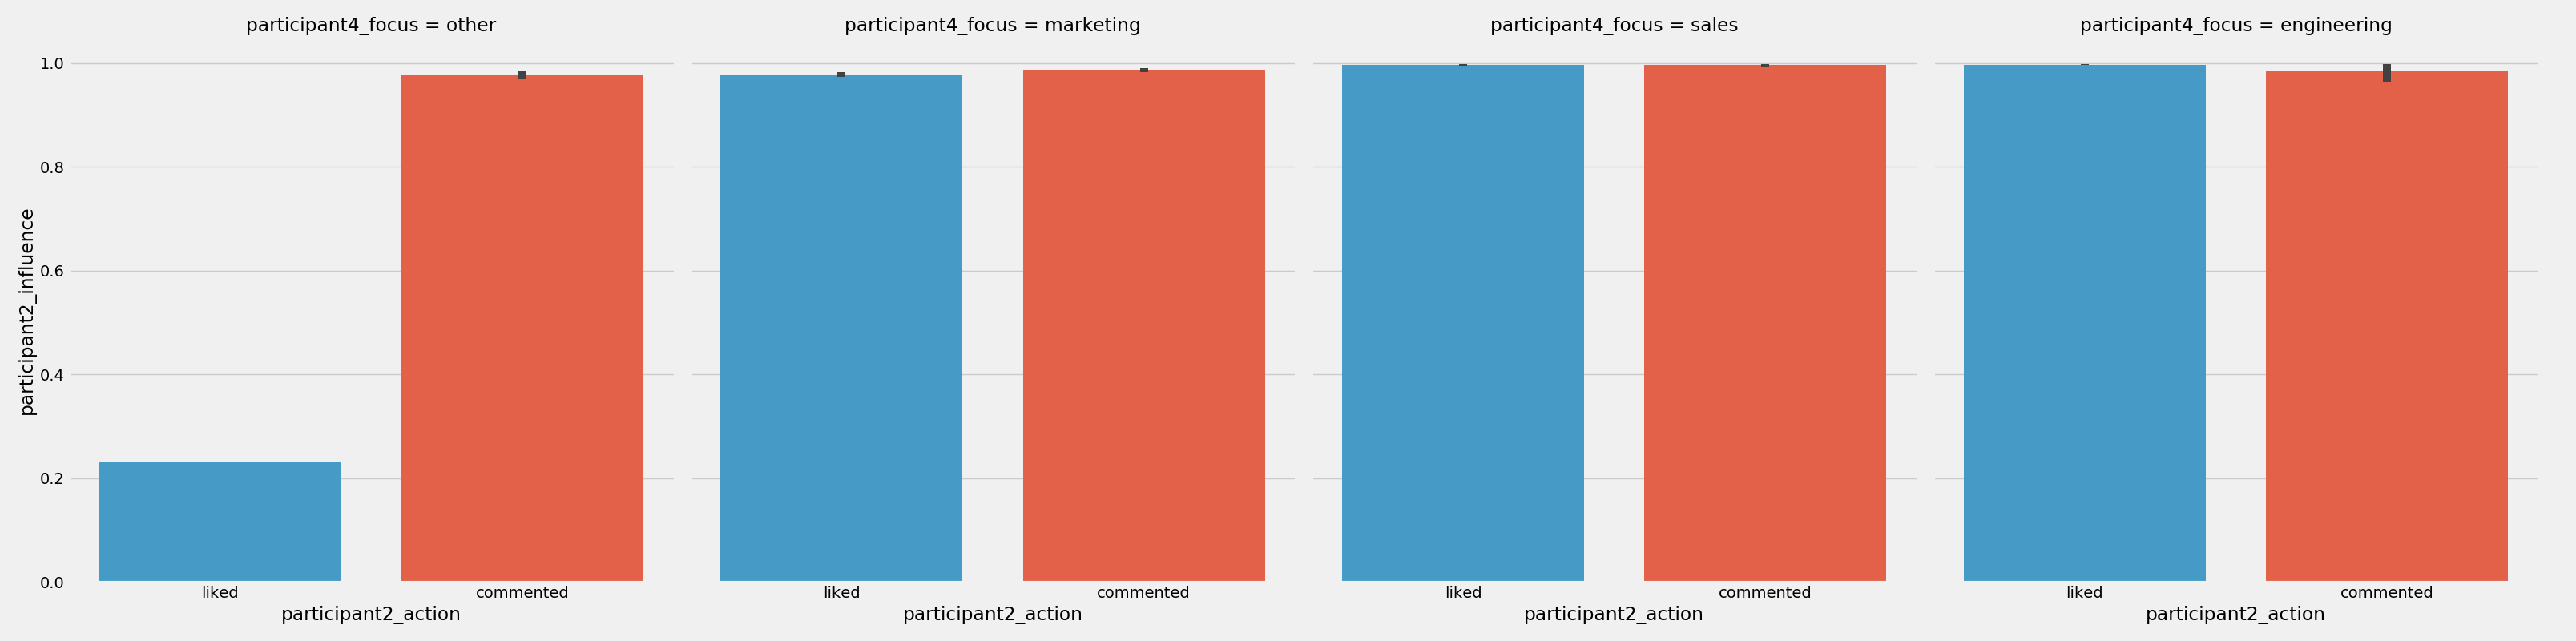 participant4_focus = other
participant4_focus = marketing
participant4_focus = sales
participant4_focus = engineering
participant2_influence
1.0
0.8
0.6
0.4
0.2
0.0
liked
commented
liked
commented
liked
commented
liked
commented
participant2_action
participant2_action
participant2_action
participant2_action